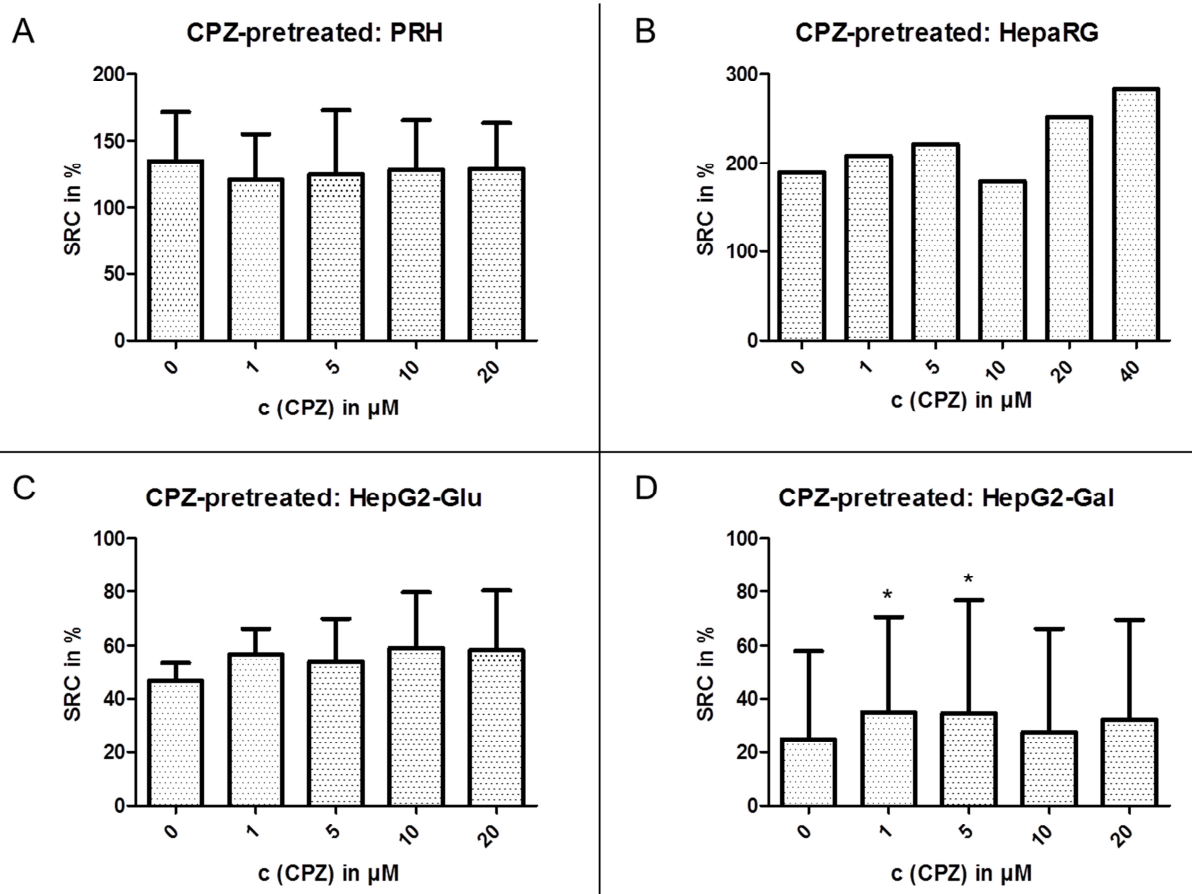 A
CPZ-pretreated: PRH
SRC in %
200
150
100
50
0
0 1 5 10 20
c (CPZ) in µM
B
CPZ-pretreated: HepaRG
SRC in %
300
200
100
0
0 1 5 10 20 40
c (CPZ) in µM
C
CPZ-pretreated: HepG2-Glu
SRC in %
100
80
60
40
20
0
0 1 5 10 20
c (CPZ) in µM
D
CPZ-pretreated: HepG2-Gal
SRC in %
100
80
60
40
20
0
* *
0 1 5 10 20
c (CPZ) in µM